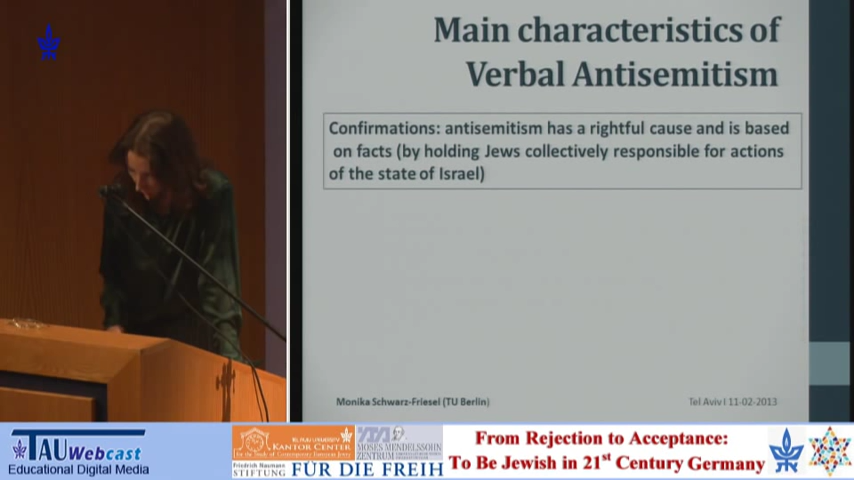 Main characteristics of
Verbal Antisemitism
Confirmations: antisemitism has a rightful cause and is based
on facts (by holding Jews collectively responsible for actions
of the state of Israel)
Monika Schwarz-Friesel (TU Berlin)
Tel Aviv I 11-02-2013
TAU Webcast
Educational Digital Media
KANTOR CENTER
MOSES MENDELSSOHN
ZENTRUM
Friedrich Naumann
STIFTUNG FÜR DIE FREIH
From Rejection to Acceptance:
To Be Jewish in 21st Century Germany